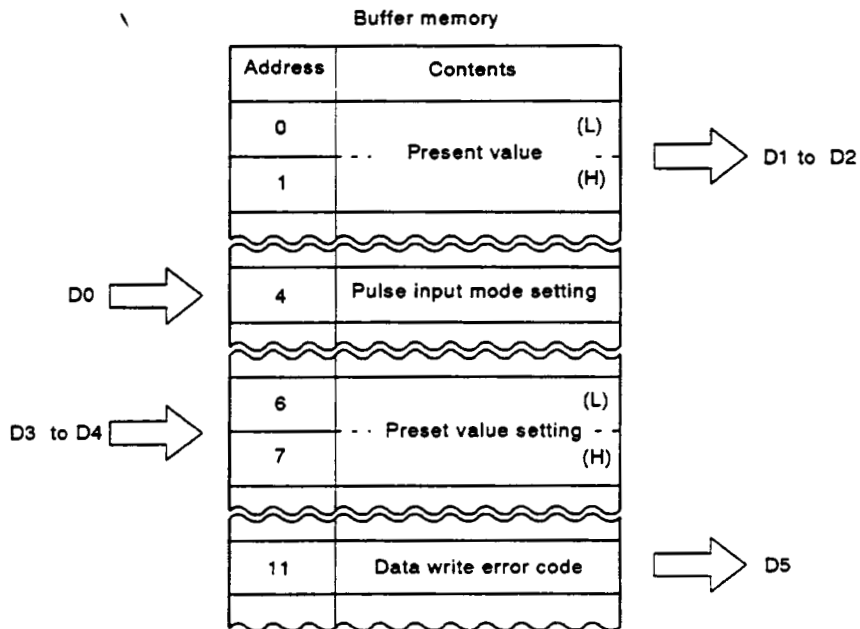 Buffer memory
Address Contents
0 (L)
Present value
D1 to D2
1 (H)
D0 4 Pulse input mode setting
6 (L)
D3 to D4 Preset value setting
7 (H)
11 Data write error code D5